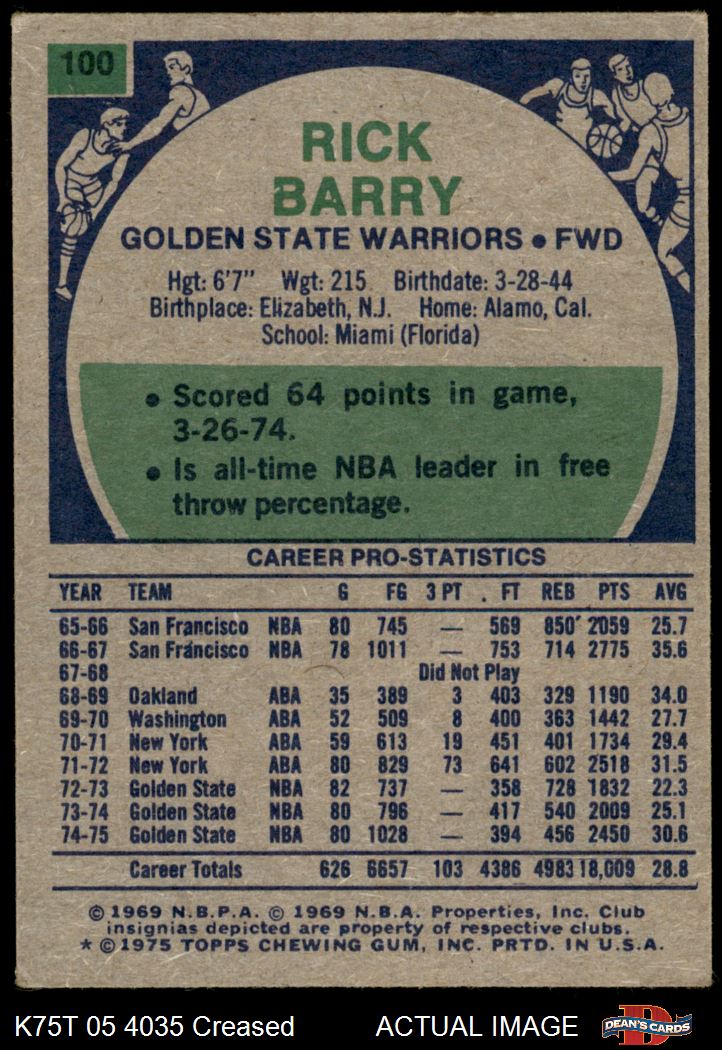 100
RICK
BARRY
GOLDEN STATE WARRIORS • FWD
Hgt: 6'7" Wgt: 215 Birthdate: 3-28-44
Birthplace: Elizabeth, N.J. Home: Alamo, Cal.
School: Miami (Florida)
• Scored 64 points in game,
3-26-74.
• Is all-time NBA leader in free
throw percentage.
CAREER PRO-STATISTICS
YEAR TEAM G FG 3 PT . FT REB PTS AVG
65-66 San Francisco NBA 80 745 — 569 850 2059 25.7
66-67 San Francisco NBA 78 1011 — 753 714 2775 35.6
67-68 Did Not Play
68-69 Oakland ABA 35 389 3 403 329 1190 34.0
69-70 Washington ABA 52 509 8 400 363 1442 27.7
70-71 New York ABA 59 613 19 451 401 1734 29.4
71-72 New York ABA 80 829 73 641 602 2518 31.5
72-73 Golden State NBA 82 737 — 358 728 1832 22.3
73-74 Golden State NBA 80 796 — 417 540 2009 25.1
74-75 Golden State NBA 80 1028 — 394 456 2450 30.6
Career Totals 626 6657 103 4386 4983 18,009 28.8
© 1969 N.B.P.A. © 1969 N.B.A. Properties, Inc. Club
insignias depicted are property of respective clubs.
* © 1975 TOPPS CHEWING GUM, INC. PRTD. IN U.S.A.
K75T 05 4035 Creased ACTUAL IMAGE DEAN'S CARDS